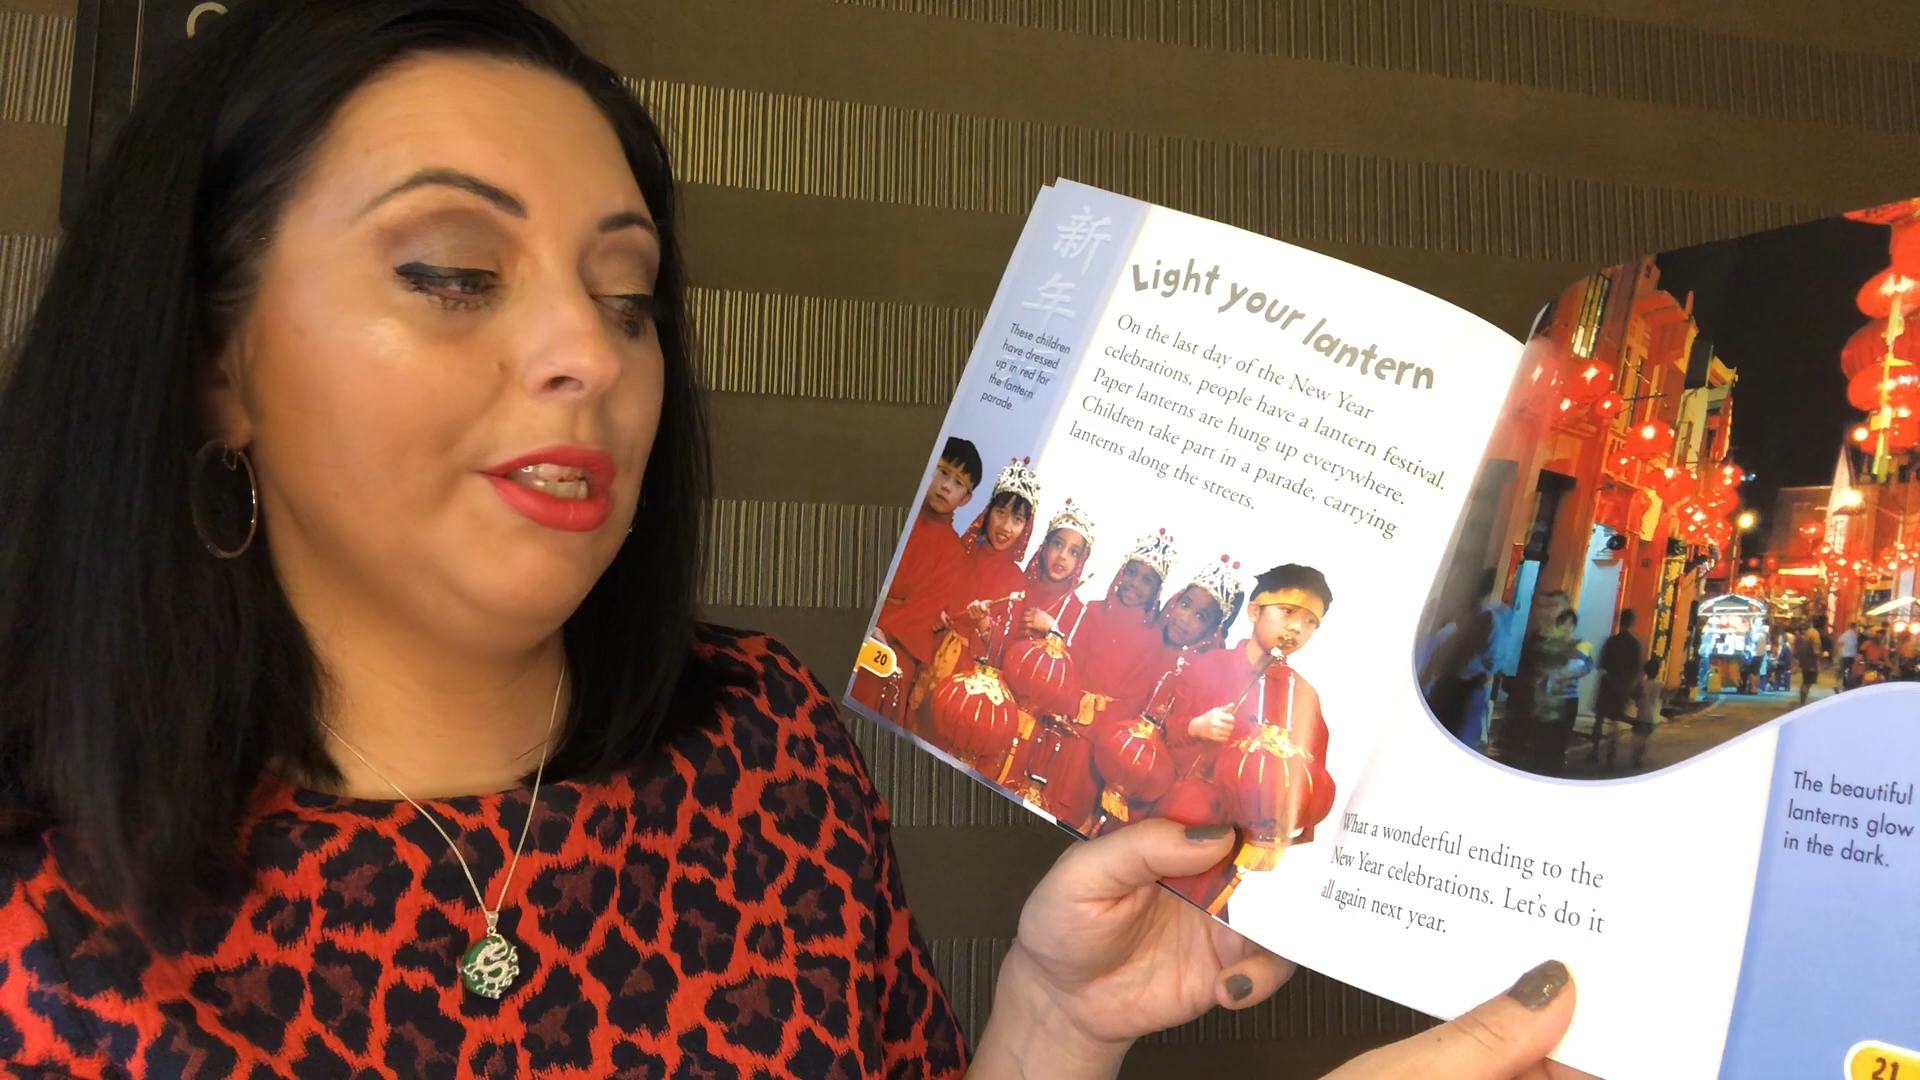 新
年
Light your lantern
These children
have dressed
up in red for
the lantern
parade.
On the last day of the New Year
celebrations, people have a lantern festival.
Paper lanterns are hung up everywhere.
Children take part in a parade, carrying
lanterns along the streets.
20
What a wonderful ending to the
New Year celebrations. Let's do it
all again next year.
The beautiful
lanterns glow
in the dark.
21